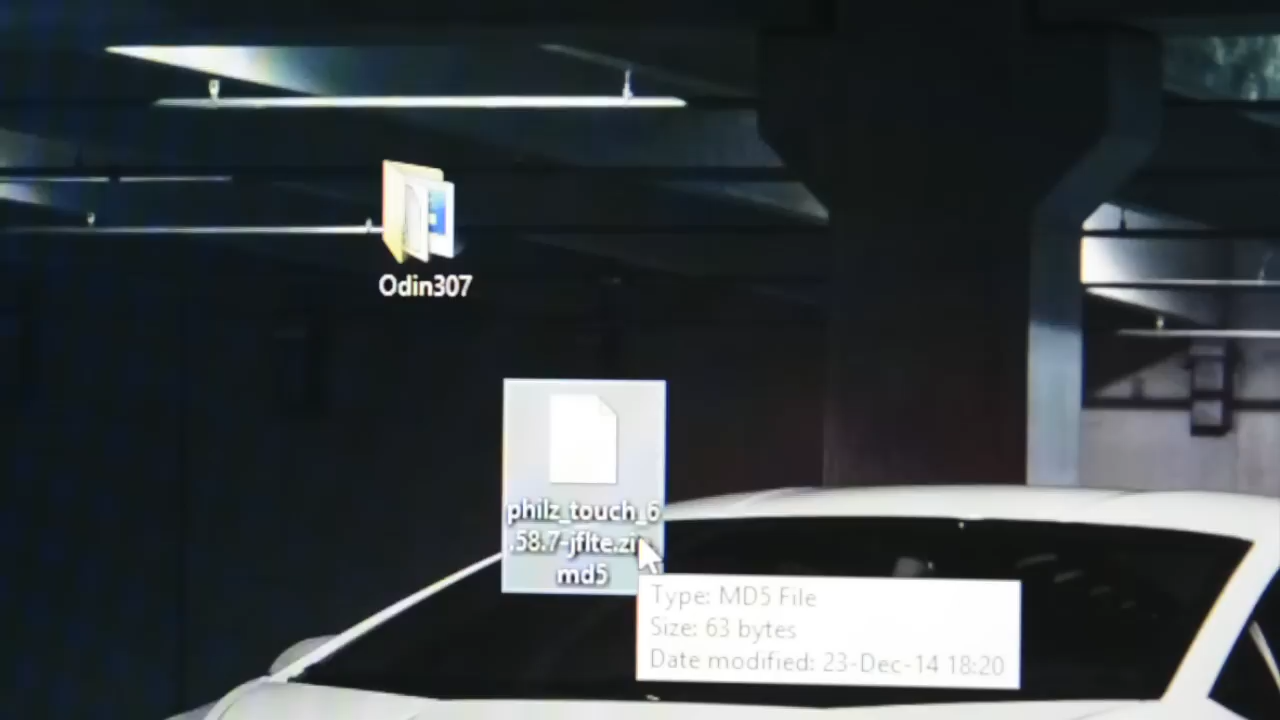 Odin307
philz_touch_6
.58.7-jflte.zi
md5
Type: MD5 File
Size: 63 bytes
Date modified: 23-Dec-14 18:20